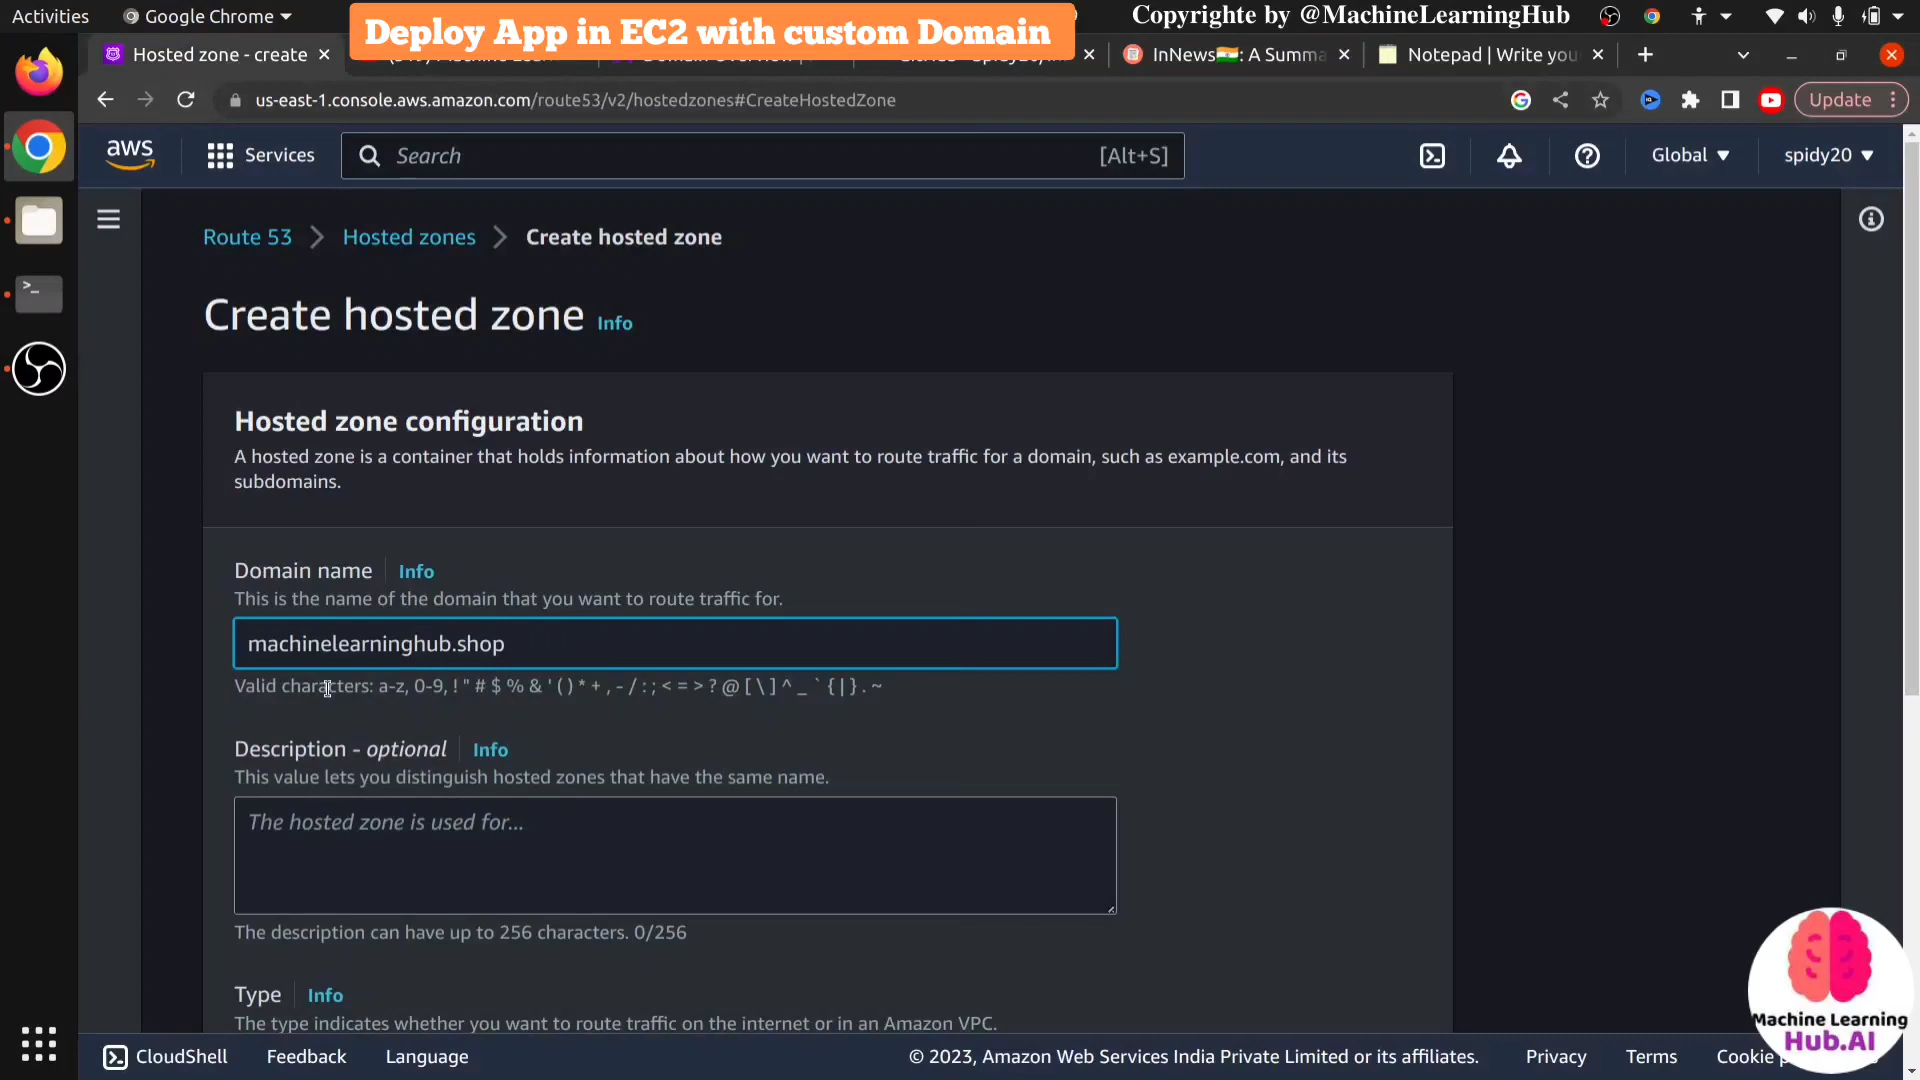 Activities
Google Chrome
Deploy App in EC2 with custom Domain
Copyrighte by @MachineLearningHub
Hosted zone - create
InNews🇮🇳: A Summa
Notepad | Write you
us-east-1.console.aws.amazon.com/route53/v2/hostedzones#CreateHostedZone
Update
aws
Services
Search
[Alt+S]
Global
spidy20
Route 53 > Hosted zones > Create hosted zone
Create hosted zone Info
Hosted zone configuration
A hosted zone is a container that holds information about how you want to route traffic for a domain, such as example.com, and its
subdomains.
Domain name Info
This is the name of the domain that you want to route traffic for.
machinelearninghub.shop
Valid characters: a-z, 0-9, ! " # $ % & ' ( ) * + , - / : ; < = > ? @ [ \ ] ^ _ ` { | } . ~
Description - optional Info
This value lets you distinguish hosted zones that have the same name.
The hosted zone is used for...
The description can have up to 256 characters. 0/256
Type Info
The type indicates whether you want to route traffic on the internet or in an Amazon VPC.
Machine Learning
Hub.AI
CloudShell
Feedback
Language
© 2023, Amazon Web Services India Private Limited or its affiliates.
Privacy
Terms
Cookie